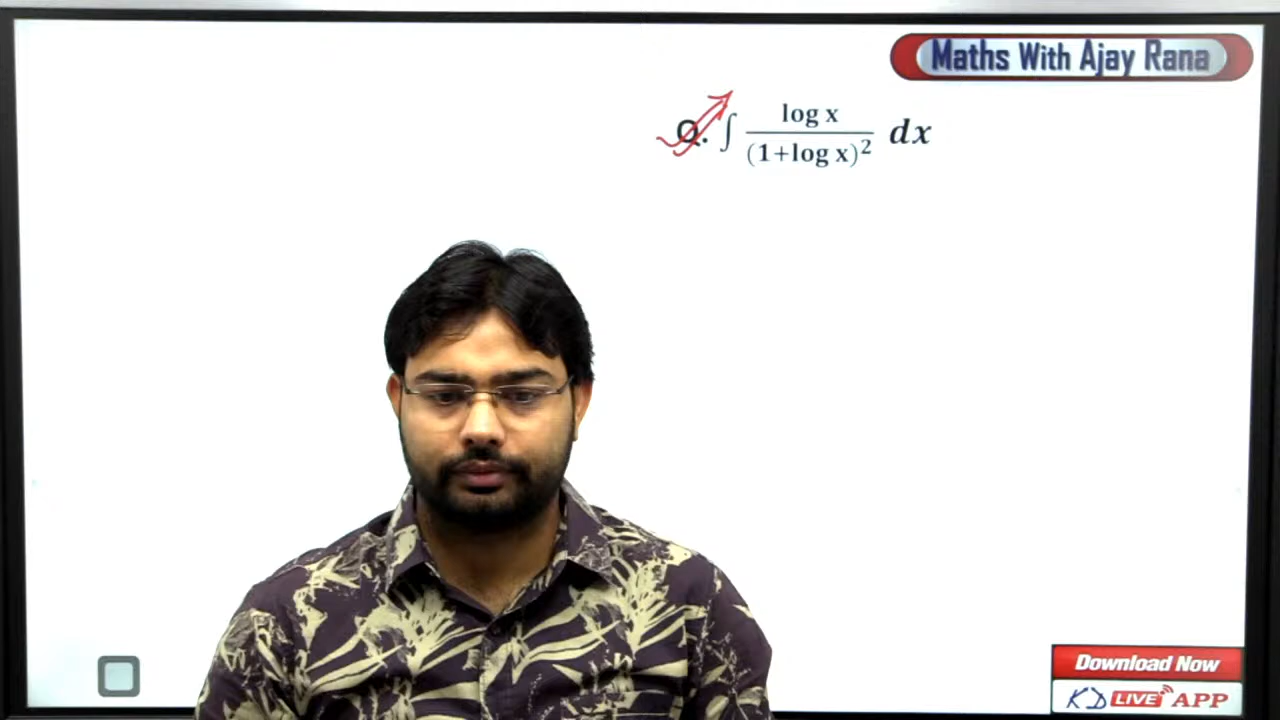 Maths With Ajay Rana
Q. ∫ log x / (1+log x)² dx
Download Now
KD LIVE APP